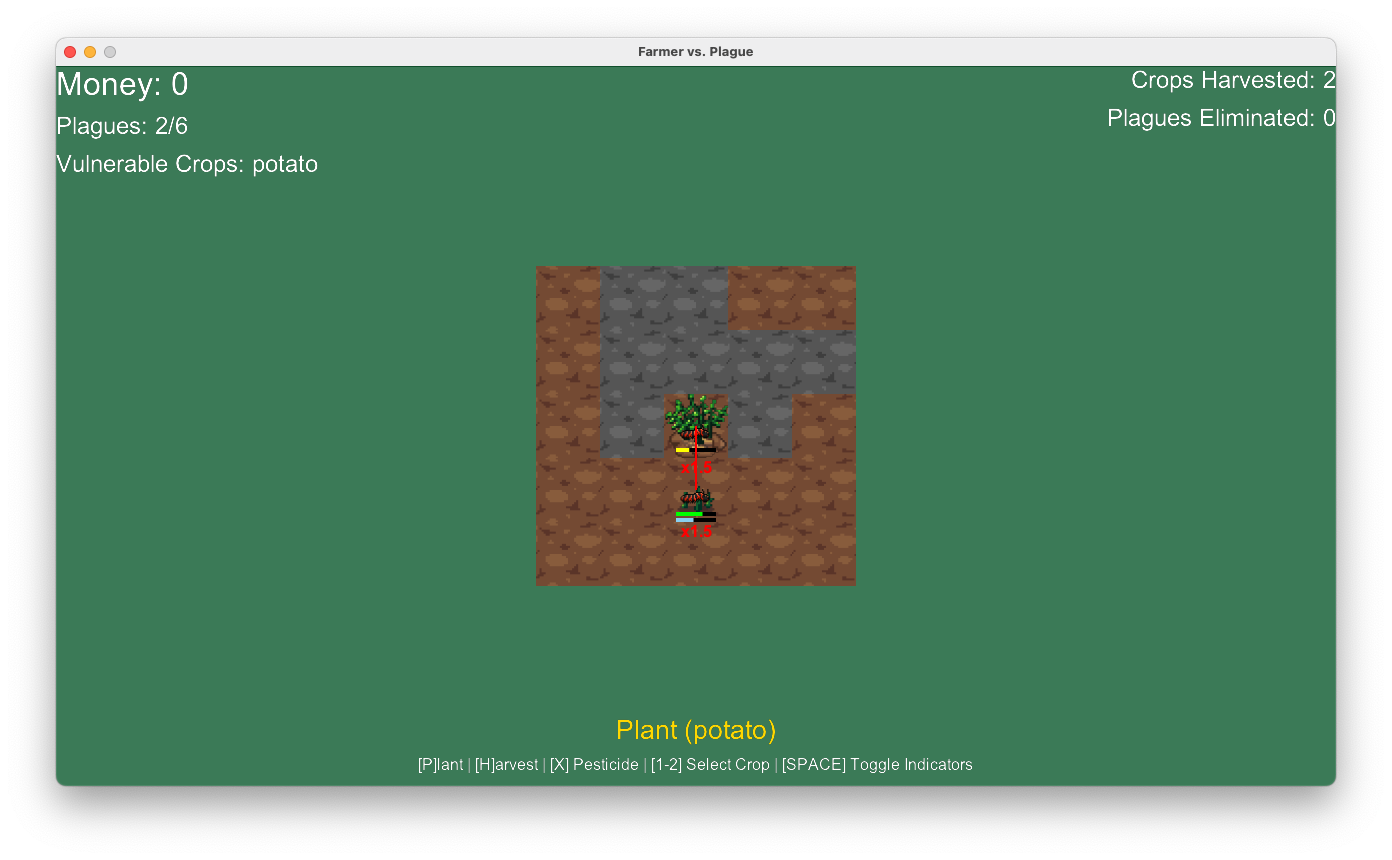 Farmer vs. Plague
Money: 0
Crops Harvested: 2
Plagues: 2/6
Plagues Eliminated: 0
Vulnerable Crops: potato
x1.5
x1.5
Plant (potato)
[P]lant | [H]arvest | [X] Pesticide | [1-2] Select Crop | [SPACE] Toggle Indicators